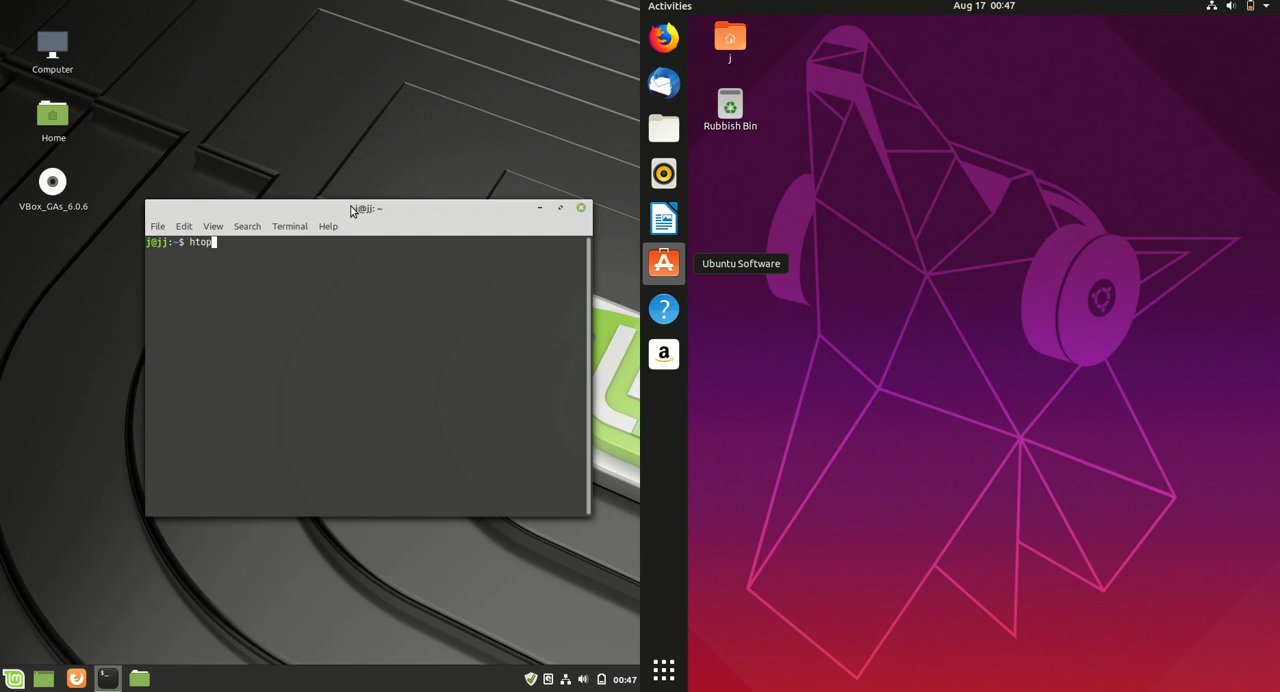 Computer
Home
VBox_GAs_6.0.6
j@jj: ~
File Edit View Search Terminal Help
j@jj:~$ htop
00:47
Activities
Aug 17 00:47
j
Rubbish Bin
Ubuntu Software
?
a